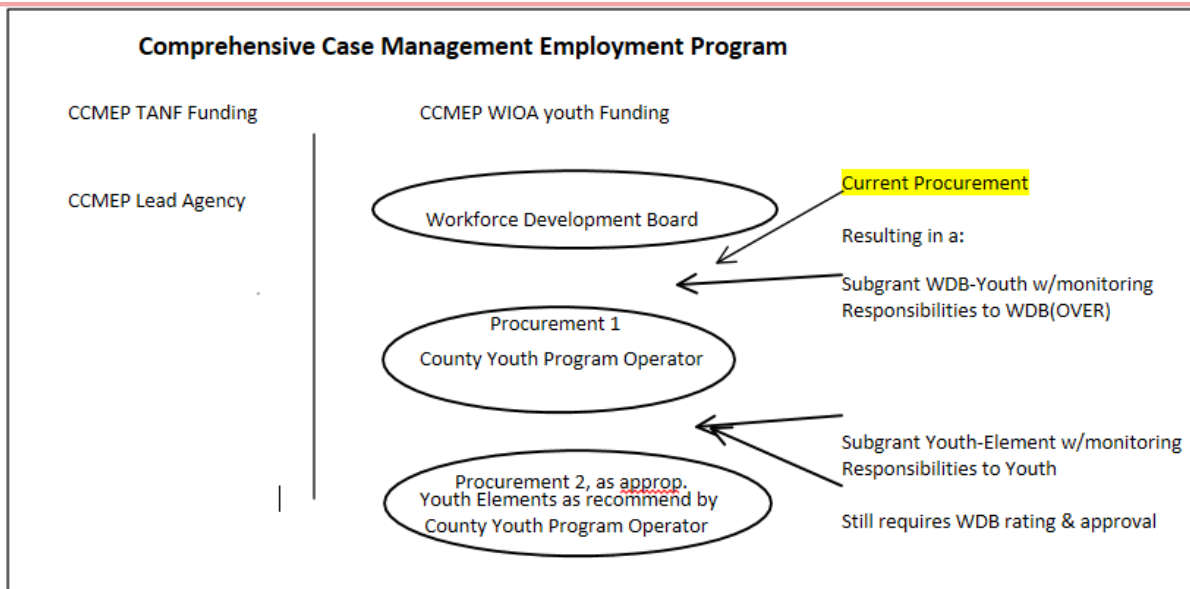 Comprehensive Case Management Employment Program
CCMEP TANF Funding
CCMEP WIOA youth Funding
CCMEP Lead Agency
Workforce Development Board
Current Procurement
Resulting in a:
Subgrant WDB-Youth w/monitoring
Responsibilities to WDB(OVER)
Procurement 1
County Youth Program Operator
Subgrant Youth-Element w/monitoring
Responsibilities to Youth
Procurement 2, as approp.
Youth Elements as recommend by
County Youth Program Operator
Still requires WDB rating & approval